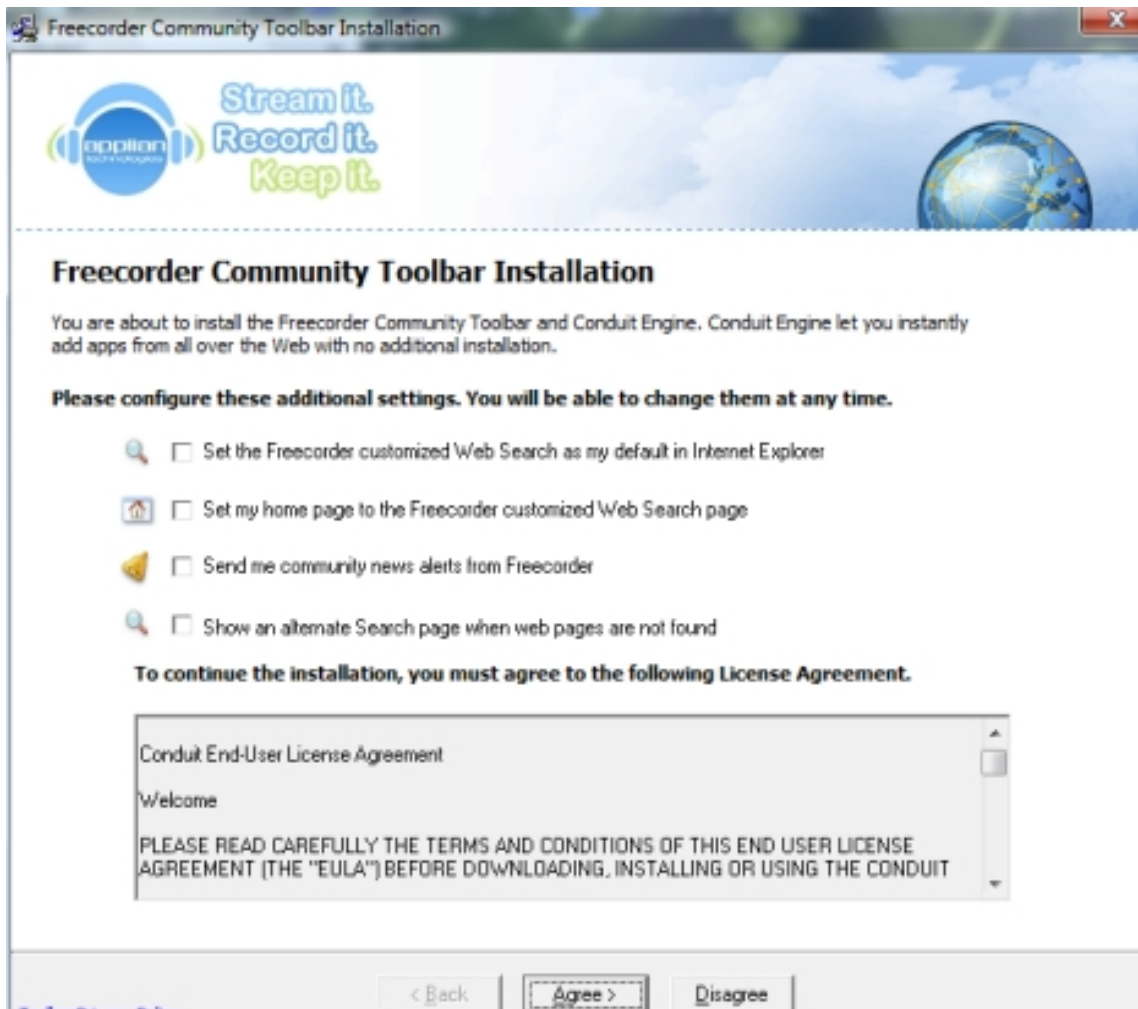 Freecorder Community Toolbar Installation
Stream it.
Record it.
Keep it.
applian
technologies
Freecorder Community Toolbar Installation
You are about to install the Freecorder Community Toolbar and Conduit Engine. Conduit Engine let you instantly
add apps from all over the Web with no additional installation.
Please configure these additional settings. You will be able to change them at any time.
Set the Freecorder customized Web Search as my default in Internet Explorer
Set my home page to the Freecorder customized Web Search page
Send me community news alerts from Freecorder
Show an alternate Search page when web pages are not found
To continue the installation, you must agree to the following License Agreement.
Conduit End-User License Agreement
Welcome
PLEASE READ CAREFULLY THE TERMS AND CONDITIONS OF THIS END USER LICENSE
AGREEMENT (THE "EULA") BEFORE DOWNLOADING, INSTALLING OR USING THE CONDUIT
< Back
Agree >
Disagree